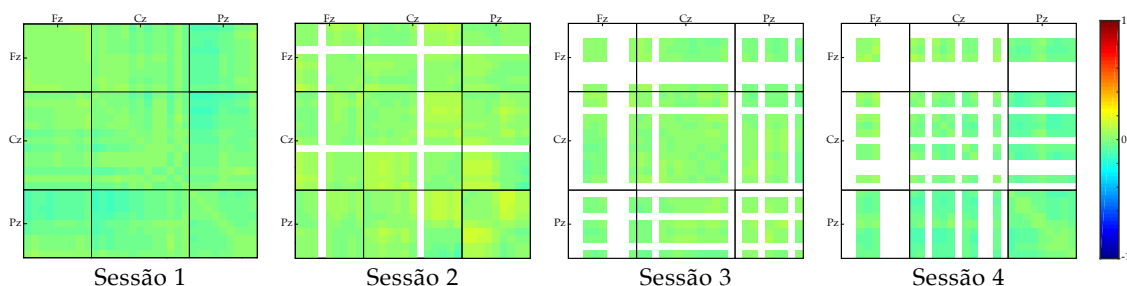 Fz Cz Pz Fz Cz Pz Fz Cz Pz Fz Cz Pz 1
Fz Fz Fz Fz
Cz Cz Cz Cz 0
Pz Pz Pz Pz
-1
Sessão 1 Sessão 2 Sessão 3 Sessão 4